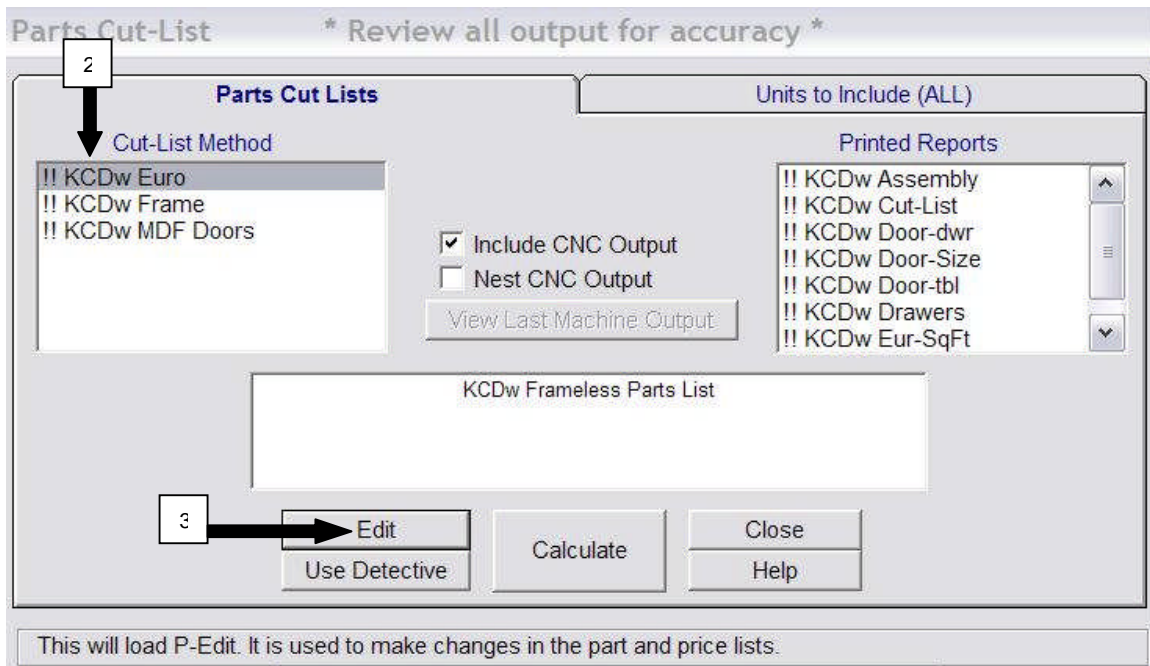 Parts Cut-List * Review all output for accuracy *
2
Parts Cut Lists
Units to Include (ALL)
Cut-List Method
!! KCDw Euro
!! KCDw Frame
!! KCDw MDF Doors
Include CNC Output
Nest CNC Output
View Last Machine Output
Printed Reports
!! KCDw Assembly
!! KCDw Cut-List
!! KCDw Door-dwr
!! KCDw Door-Size
!! KCDw Door-tbl
!! KCDw Drawers
!! KCDw Eur-SqFt
KCDw Frameless Parts List
3
Edit
Use Detective
Calculate
Close
Help
This will load P-Edit. It is used to make changes in the part and price lists.